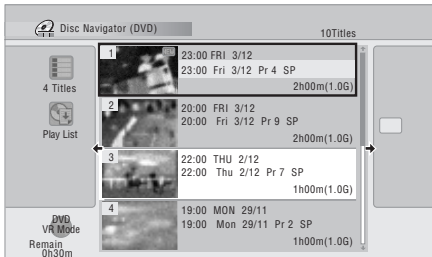 Disc Navigator (DVD)
10Titles
4 Titles
Play List
DVD
VR Mode
Remain
0h30m
1
23:00 FRI 3/12
23:00 Fri 3/12 Pr 4 SP
2h00m(1.0G)
2
20:00 FRI 3/12
20:00 Fri 3/12 Pr 9 SP
2h00m(1.0G)
3
22:00 THU 2/12
22:00 Thu 2/12 Pr 7 SP
1h00m(1.0G)
4
19:00 MON 29/11
19:00 Mon 29/11 Pr 2 SP
1h00m(1.0G)